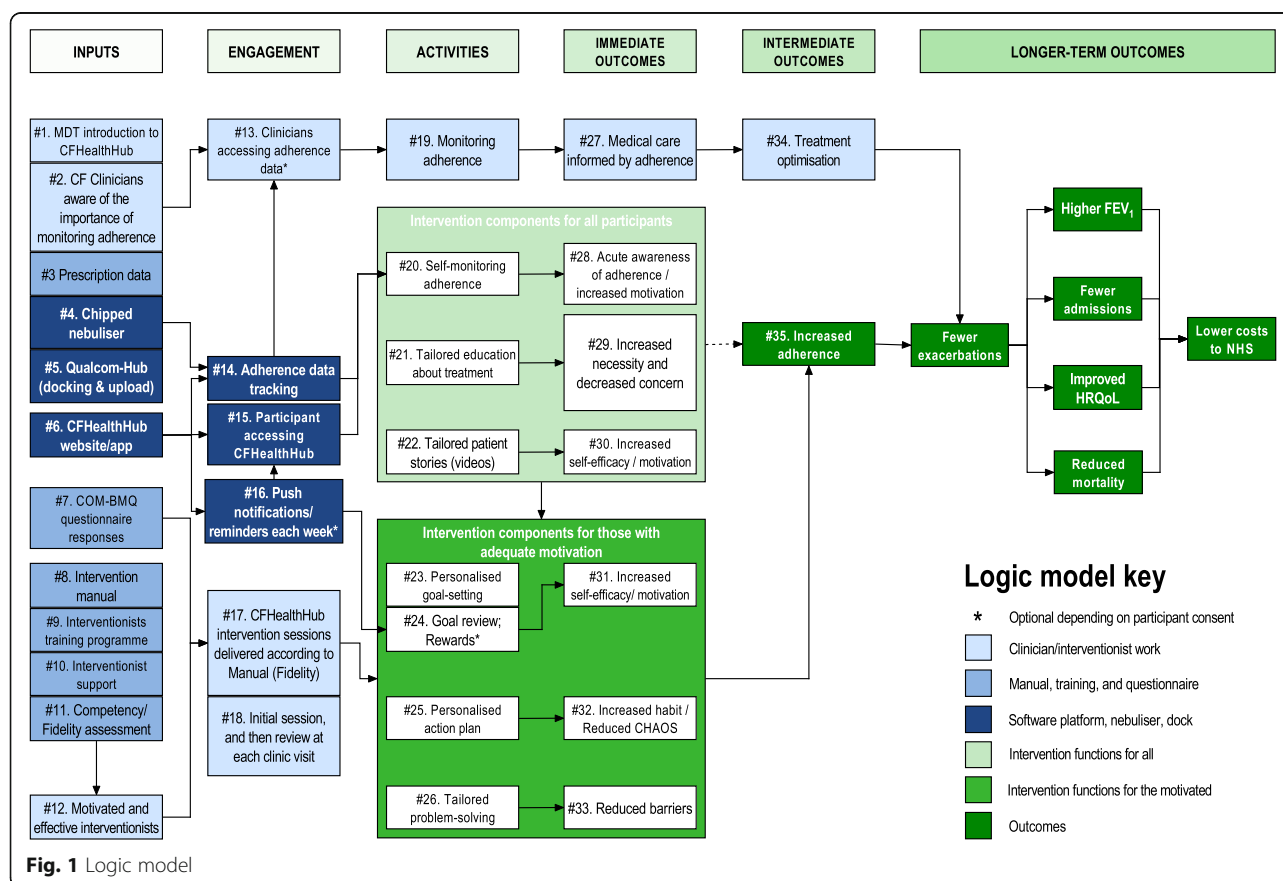 INPUTS
ENGAGEMENT
ACTIVITIES
IMMEDIATE
OUTCOMES
INTERMEDIATE
OUTCOMES
LONGER-TERM OUTCOMES
#1. MDT introduction to
CFHealthHub
#2. CF Clinicians
aware of the
importance of
monitoring adherence
#3 Prescription data
#4. Chipped
nebuliser
#5. Qualcom-Hub
(docking & upload)
#6. CFHealthHub
website/app
#7. COM-BMQ
questionnaire
responses
#8. Intervention
manual
#9. Interventionists
training programme
#10. Interventionist
support
#11. Competency/
Fidelity assessment
#12. Motivated and
effective interventionists
#13. Clinicians
accessing adherence
data*
#14. Adherence data
tracking
#15. Participant
accessing
CFHealthHub
#16. Push
notifications/
reminders each week*
#17. CFHealthHub
intervention sessions
delivered according to
Manual (Fidelity)
#18. Initial session,
and then review at
each clinic visit
#19. Monitoring
adherence
#27. Medical care
informed by adherence
#34. Treatment
optimisation
Intervention components for all participants
#20. Self-monitoring
adherence
#28. Acute awareness
of adherence /
increased motivation
#21. Tailored education
about treatment
#29. Increased
necessity and
decreased concern
#22. Tailored patient
stories (videos)
#30. Increased
self-efficacy / motivation
Intervention components for those with
adequate motivation
#23. Personalised
goal-setting
#24. Goal review;
Rewards*
#31. Increased
self-efficacy/ motivation
#25. Personalised
action plan
#32. Increased habit /
Reduced CHAOS
#26. Tailored
problem-solving
#33. Reduced barriers
#35. Increased
adherence
Fewer
exacerbations
Higher FEV1
Fewer
admissions
Improved
HRQoL
Reduced
mortality
Lower costs
to NHS
Logic model key
* Optional depending on participant consent
Clinician/interventionist work
Manual, training, and questionnaire
Software platform, nebuliser, dock
Intervention functions for all
Intervention functions for the motivated
Outcomes
Fig. 1 Logic model